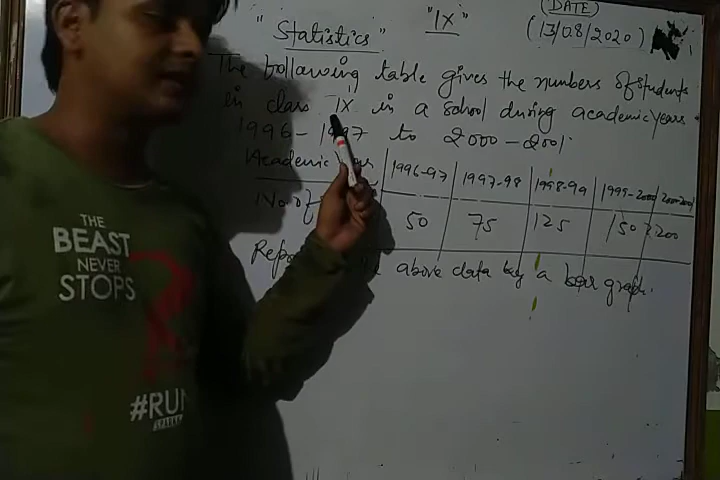 "IX"
(DATE)
"Statistics"
(13/08/2020)
The following table gives the numbers of students
in class IX in a school during academic years
1996-1997 to 2000-2001.
Academic
1996-97 1997-98 1998-99 1999-2000 2000-2001
No. of
50 75 125 150 200
above data by a bar graph.
THE
BEAST
NEVER
STOPS
#RUN